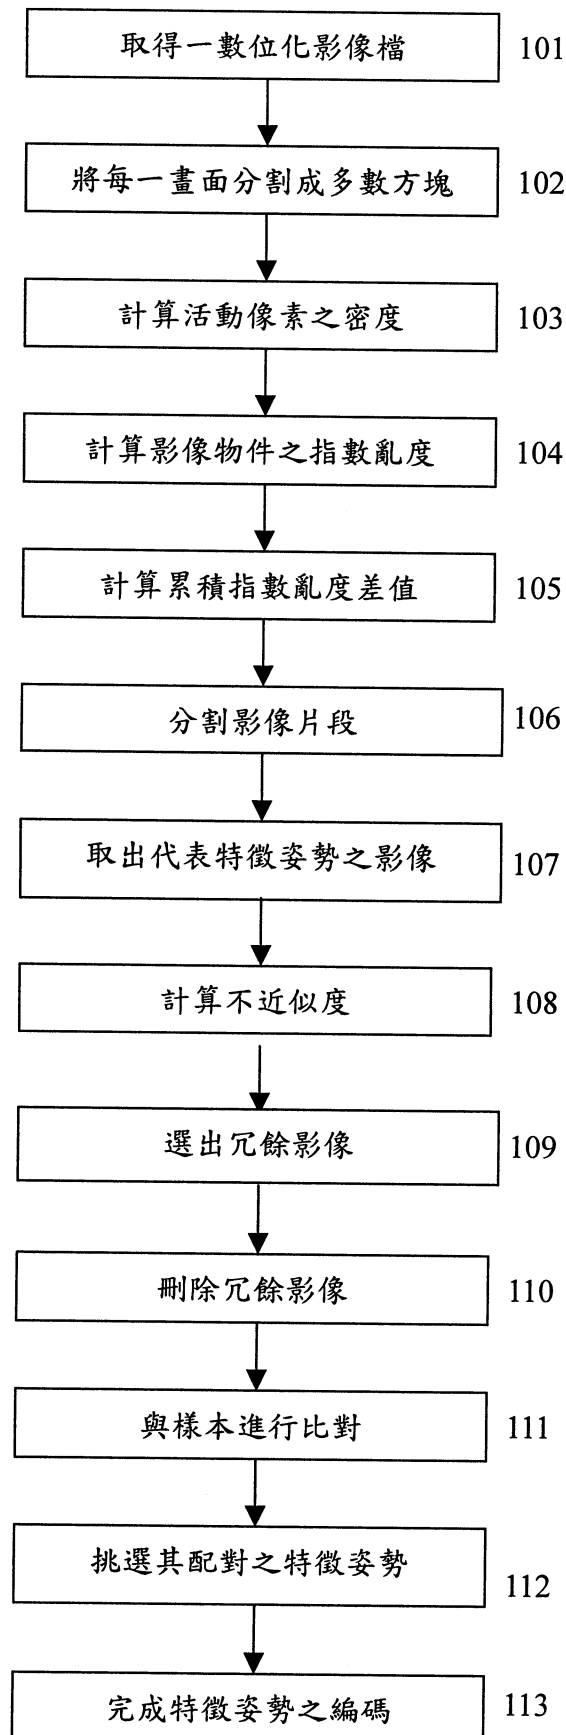 取得一數位化影像檔 101
將每一畫面分割成多數方塊 102
計算活動像素之密度 103
計算影像物件之指數亂度 104
計算累積指數亂度差值 105
分割影像片段 106
取出代表特徵姿勢之影像 107
計算不近似度 108
選出冗餘影像 109
刪除冗餘影像 110
與樣本進行比對 111
挑選其配對之特徵姿勢 112
完成特徵姿勢之編碼 113